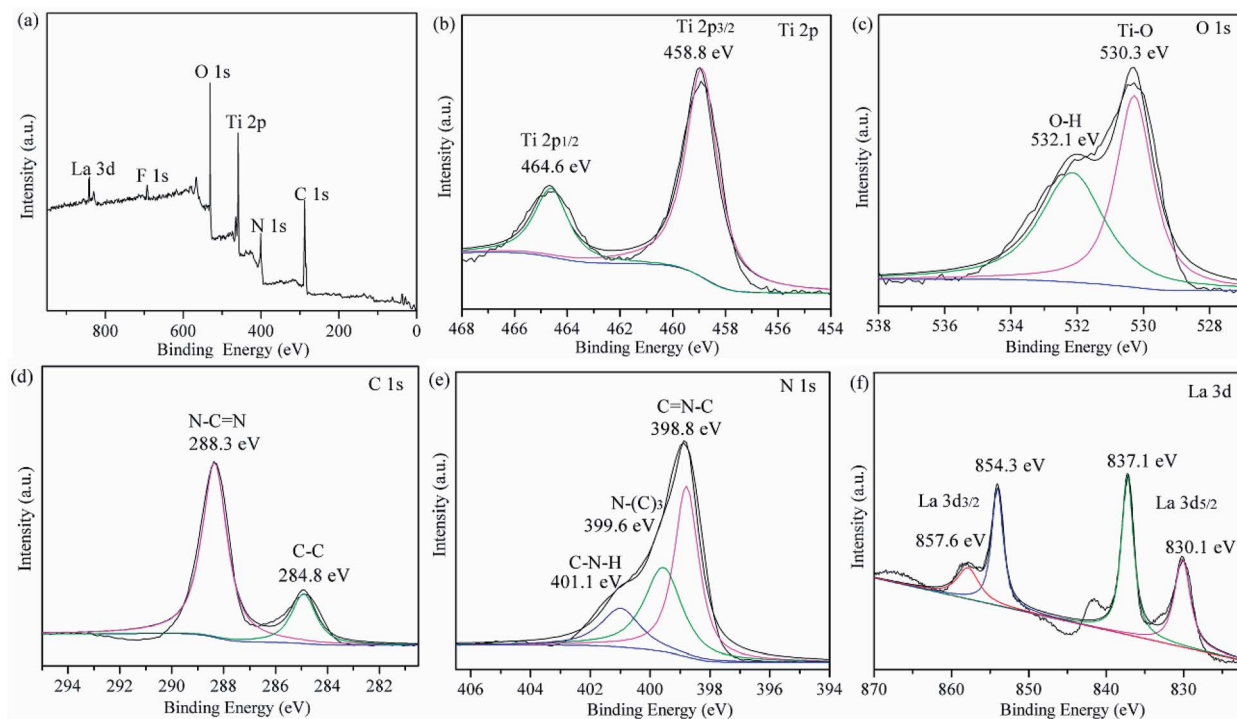 (a)
O 1s
Ti 2p
La 3d
F 1s
C 1s
N 1s
Intensity (a.u.)
800 600 400 200 0
Binding Energy (eV)
(b)
Ti 2p3/2
458.8 eV
Ti 2p
Ti 2p1/2
464.6 eV
Intensity (a.u.)
468 466 464 462 460 458 456 454
Binding Energy (eV)
(c)
Ti-O
530.3 eV
O 1s
O-H
532.1 eV
Intensity (a.u.)
538 536 534 532 530 528
Binding Energy (eV)
(d)
C 1s
N-C=N
288.3 eV
C-C
284.8 eV
Intensity (a.u.)
294 292 290 288 286 284 282
Binding Energy (eV)
(e)
N 1s
C=N-C
398.8 eV
N-(C)3
399.6 eV
C-N-H
401.1 eV
Intensity (a.u.)
406 404 402 400 398 396 394
Binding Energy (eV)
(f)
La 3d
854.3 eV
837.1 eV
La 3d3/2
857.6 eV
La 3d5/2
830.1 eV
Intensity (a.u.)
870 860 850 840 830
Binding Energy (eV)